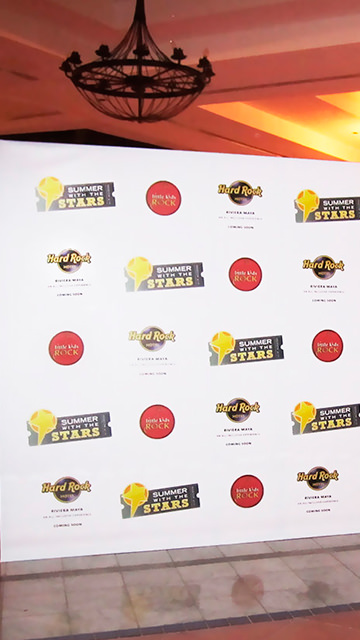 SUMMER
WITH THE
STARS
little kids
ROCK
Hard Rock
HOTEL
RIVIERA MAYA
COMING SOON
SUMMER
WITH THE
STARS
Hard Rock
HOTEL
RIVIERA MAYA
COMING SOON
SUMMER
WITH THE
STARS
little kids
ROCK
Hard Rock
HOTEL
RIVIERA MAYA
COMING SOON
little kids
ROCK
Hard Rock
HOTEL
RIVIERA MAYA
COMING SOON
SUMMER
WITH THE
STARS
little kids
ROCK
SUMMER
WITH THE
STARS
little kids
ROCK
Hard Rock
HOTEL
RIVIERA MAYA
COMING SOON
SUMMER
WITH THE
STARS
Hard Rock
HOTEL
RIVIERA MAYA
COMING SOON
SUMMER
WITH THE
STARS
little kids
ROCK
Hard Rock
HOTEL
RIVIERA MAYA
COMING SOON